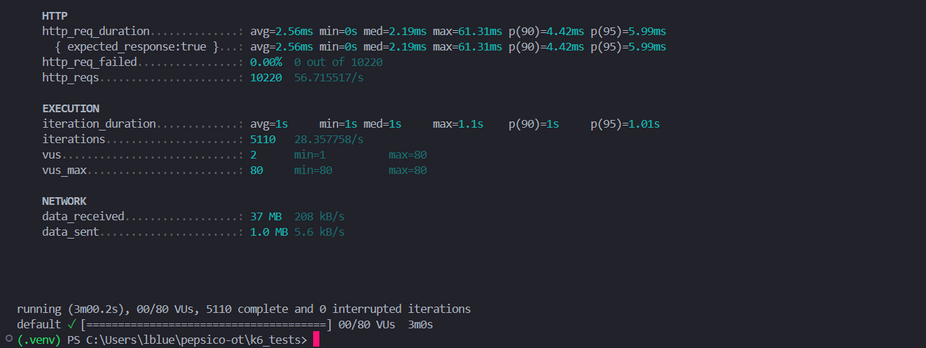 HTTP
http_req_duration..............: avg=2.56ms min=0s med=2.19ms max=61.31ms p(90)=4.42ms p(95)=5.99ms
{ expected_response:true }...: avg=2.56ms min=0s med=2.19ms max=61.31ms p(90)=4.42ms p(95)=5.99ms
http_req_failed................: 0.00% 0 out of 10220
http_reqs......................: 10220 56.715517/s
EXECUTION
iteration_duration.............: avg=1s min=1s med=1s max=1.1s p(90)=1s p(95)=1.01s
iterations.....................: 5110 28.357758/s
vus............................: 2 min=1 max=80
vus_max........................: 80 min=80 max=80
NETWORK
data_received..................: 37 MB 208 kB/s
data_sent......................: 1.0 MB 5.6 kB/s
running (3m00.2s), 00/80 VUs, 5110 complete and 0 interrupted iterations
default ✓ [======================================] 00/80 VUs 3m0s
(.venv) PS C:\Users\lblue\pepsico-ot\k6_tests>